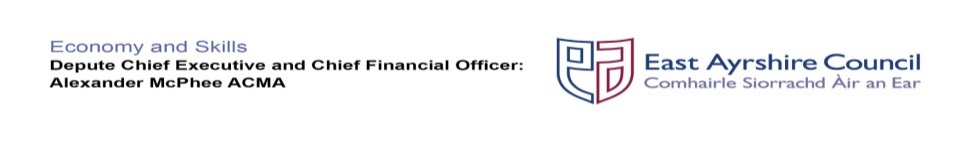 Economy and Skills
Depute Chief Executive and Chief Financial Officer:
Alexander McPhee ACMA
East Ayrshire Council
Comhairle Siorrachd Àir an Ear